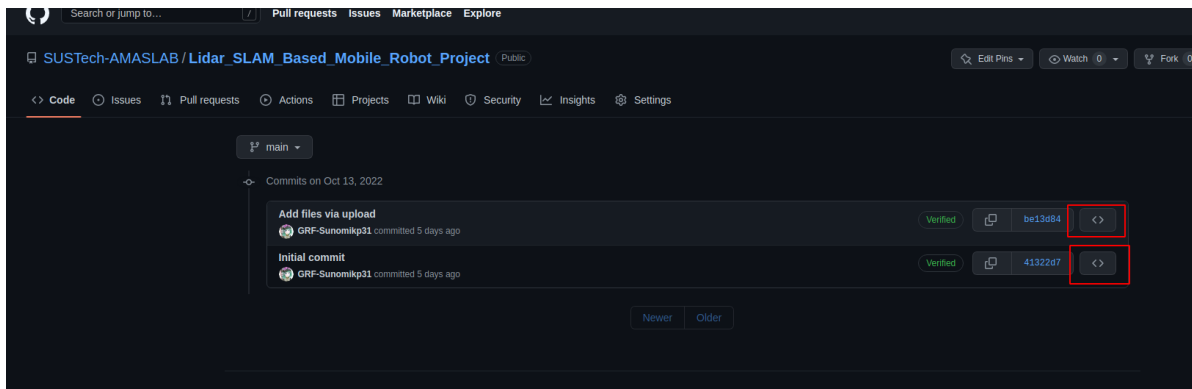 Search or jump to... / Pull requests Issues Marketplace Explore
SUSTech-AMASLAB / Lidar_SLAM_Based_Mobile_Robot_Project Public Edit Pins Watch 0 Fork 0
<> Code Issues Pull requests Actions Projects Wiki Security Insights Settings
main
Commits on Oct 13, 2022
Add files via upload
GRF-Sunomikp31 committed 5 days ago
Verified be13d84 <>
Initial commit
GRF-Sunomikp31 committed 5 days ago
Verified 41322d7 <>
Newer Older